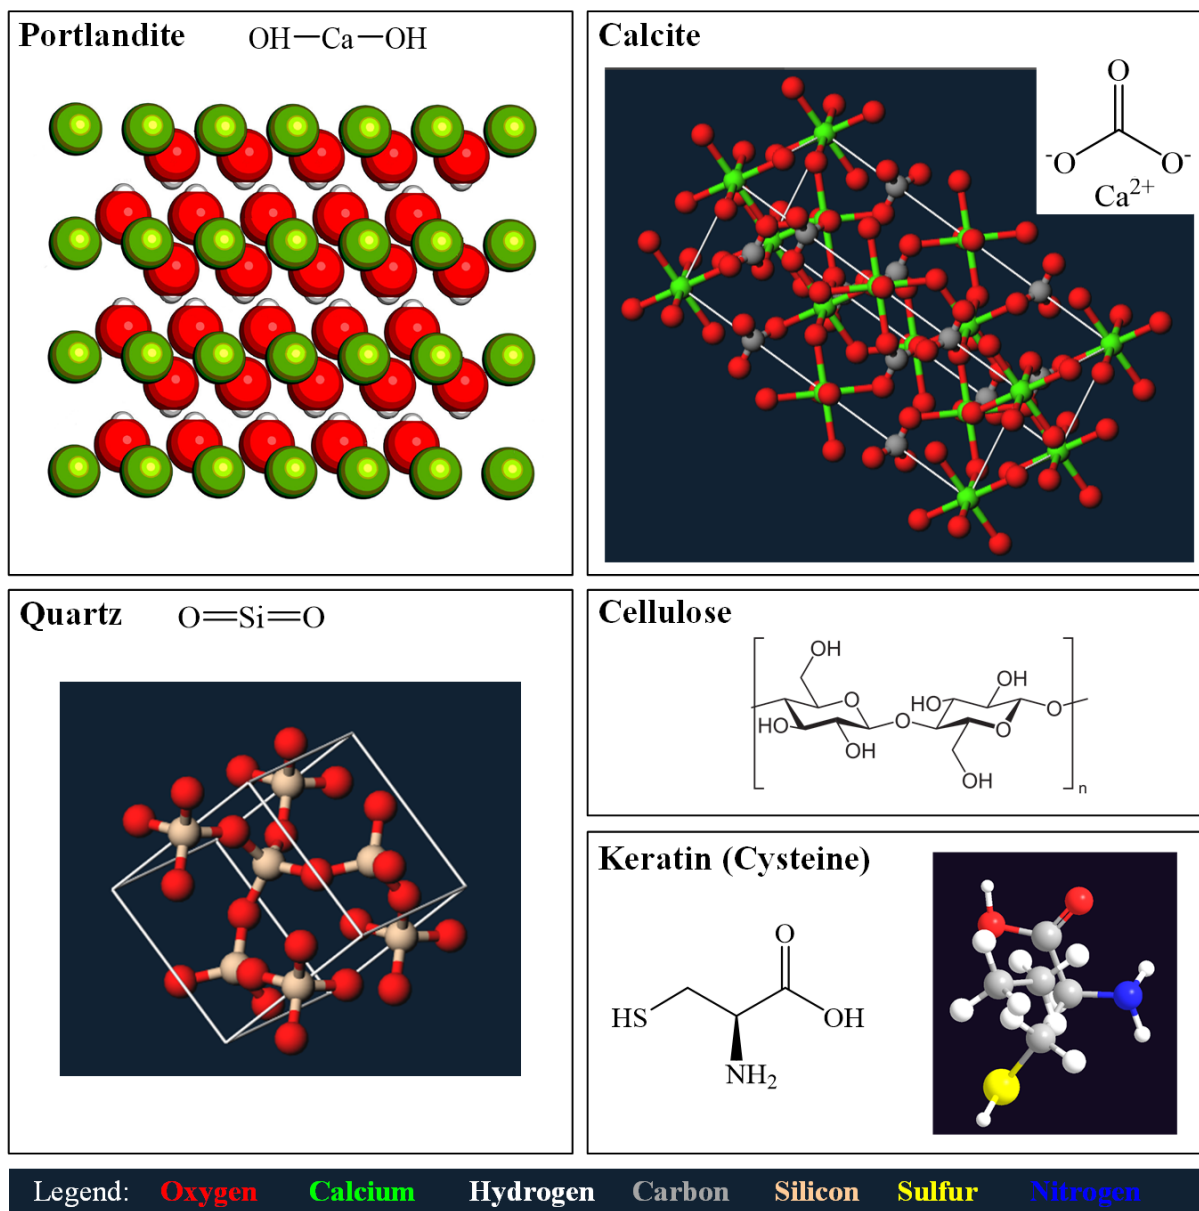 Portlandite
OH—Ca—OH
Calcite
O
-O
O-
Ca2+
Quartz
O=Si=O
Cellulose
OH
O
HO
OH
O
HO
OH
O
O
OH
n
Keratin (Cysteine)
O
HS
OH
NH2
Legend: Oxygen Calcium Hydrogen Carbon Silicon Sulfur Nitrogen